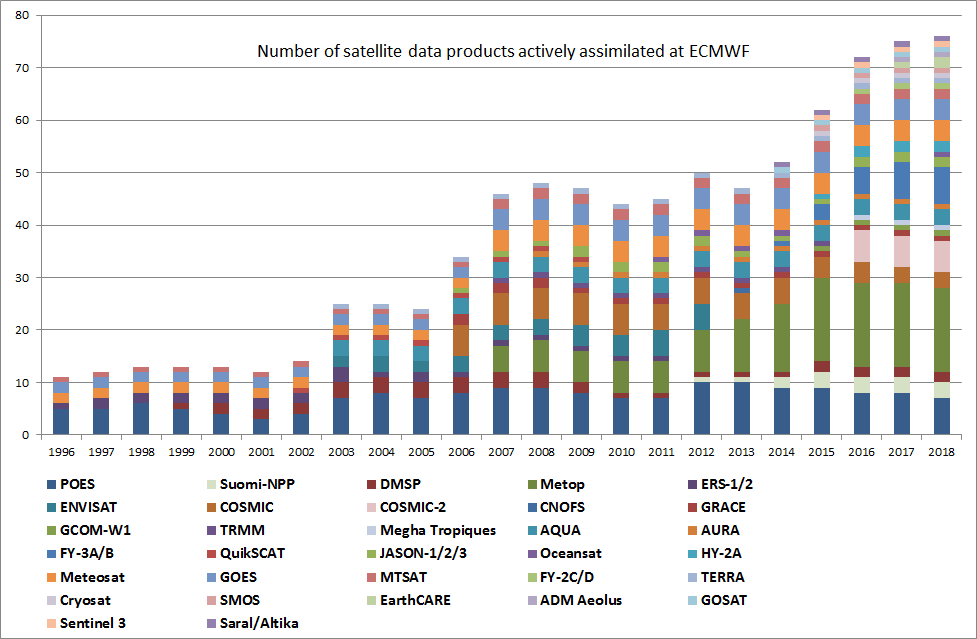 80
Number of satellite data products actively assimilated at ECMWF
70
60
50
40
30
20
10
0
1996 1997 1998 1999 2000 2001 2002 2003 2004 2005 2006 2007 2008 2009 2010 2011 2012 2013 2014 2015 2016 2017 2018
POES Suomi-NPP DMSP Metop ERS-1/2
ENVISAT COSMIC COSMIC-2 CNOFS GRACE
GCOM-W1 TRMM Megha Tropiques AQUA AURA
FY-3A/B QuikSCAT JASON-1/2/3 Oceansat HY-2A
Meteosat GOES MTSAT FY-2C/D TERRA
Cryosat SMOS EarthCARE ADM Aeolus GOSAT
Sentinel 3 Saral/Altika